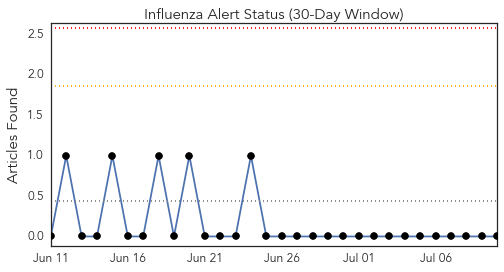 Influenza Alert Status (30-Day Window)
Articles Found
2.5
2.0
1.5
1.0
0.5
0.0
Jun 11 Jun 16 Jun 21 Jun 26 Jul 01 Jul 06